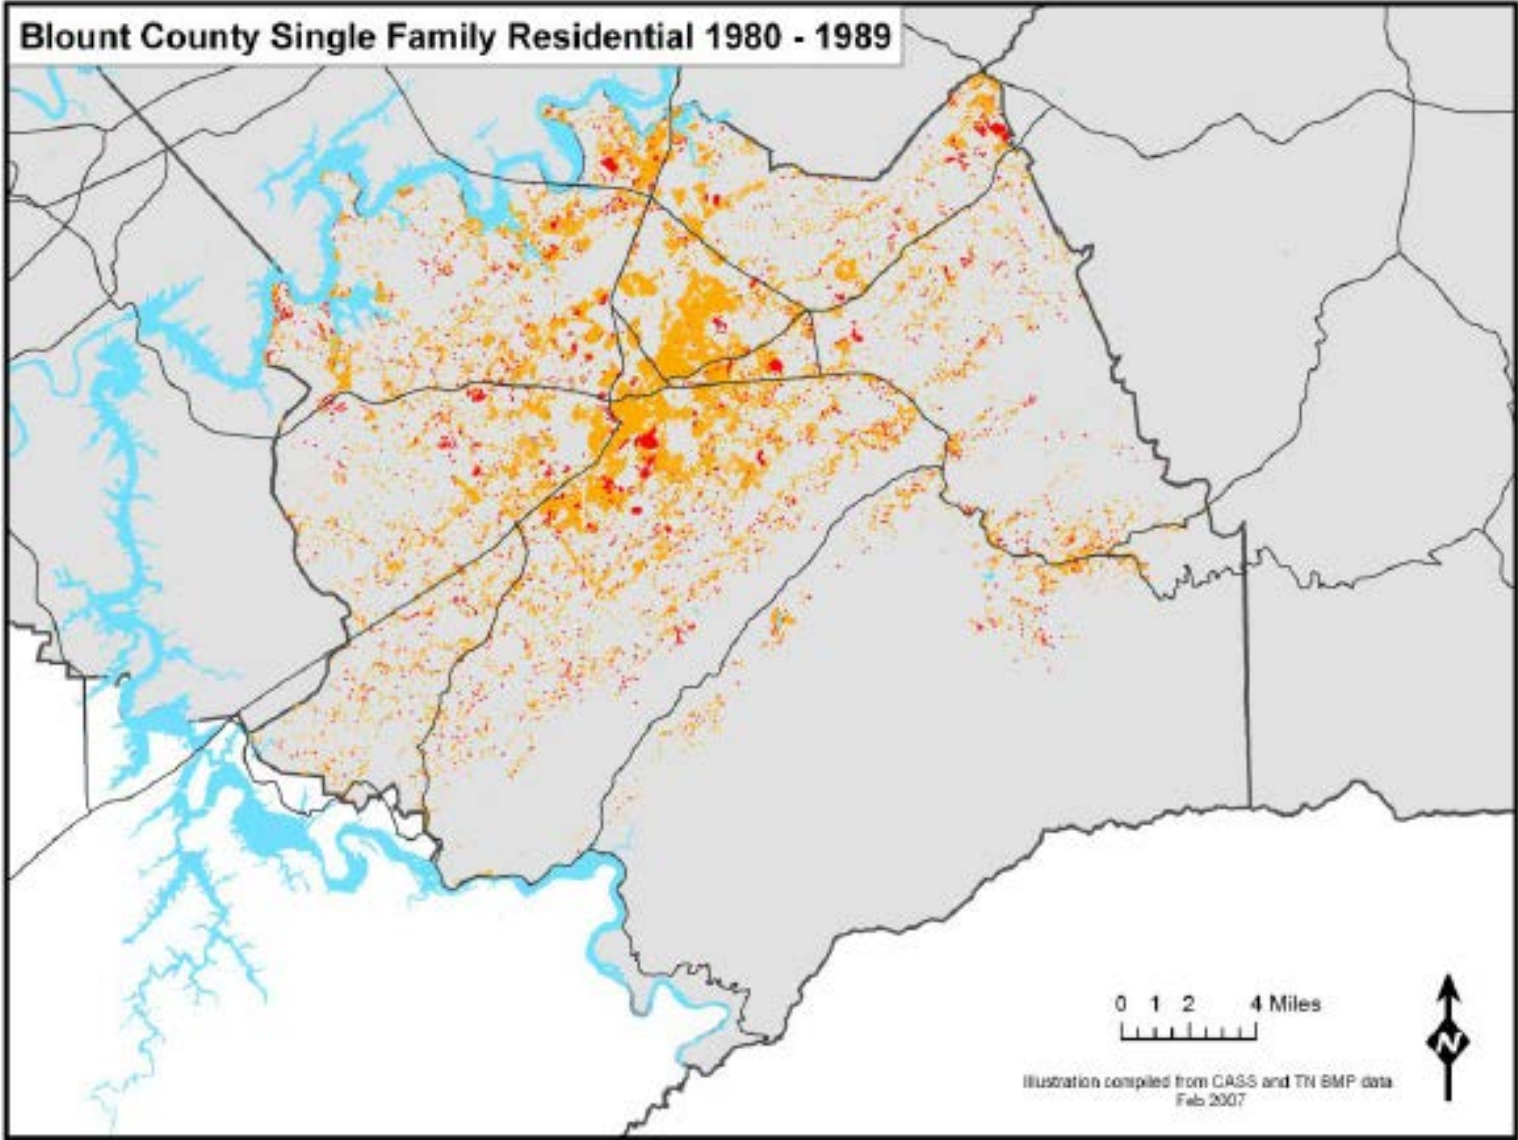 Blount County Single Family Residential 1980 - 1989
0 1 2 4 Miles
N
Illustration compiled from CASS and TN BMP data
Feb 2007